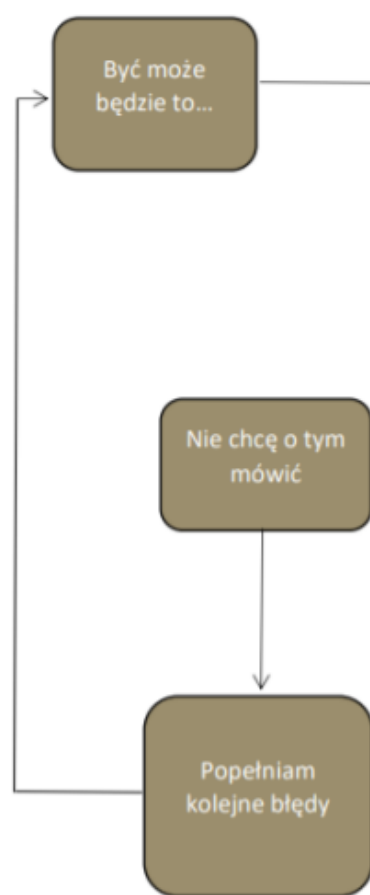 Być może
będzie to...
Nie chcę o tym
mówić
Popełniam
kolejne błędy